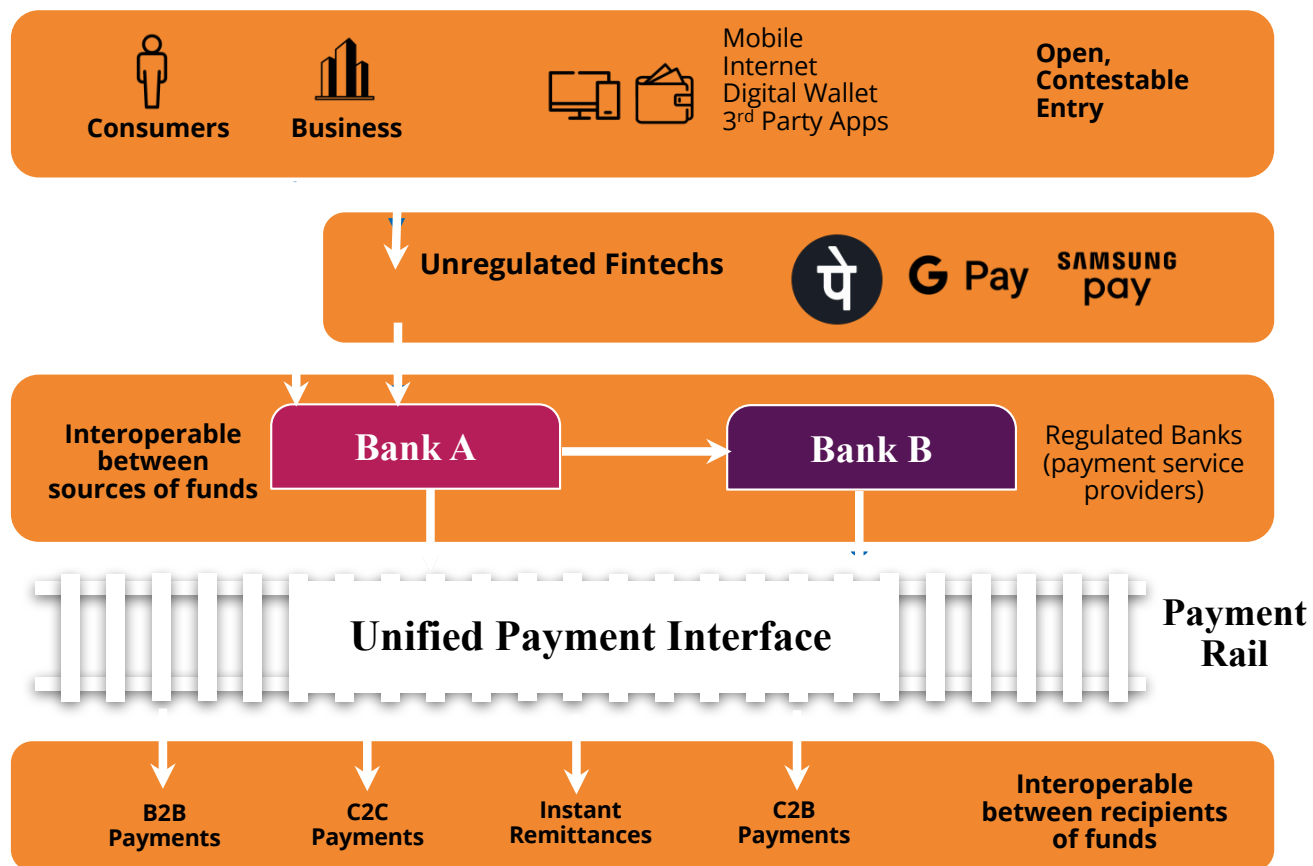 Consumers
Business
Mobile
Internet
Digital Wallet
3rd Party Apps
Open,
Contestable
Entry
Unregulated Fintechs
पे
G Pay
SAMSUNG
pay
Interoperable
between
sources of funds
Bank A
Bank B
Regulated Banks
(payment service
providers)
Unified Payment Interface
Payment
Rail
B2B
Payments
C2C
Payments
Instant
Remittances
C2B
Payments
Interoperable
between recipients
of funds